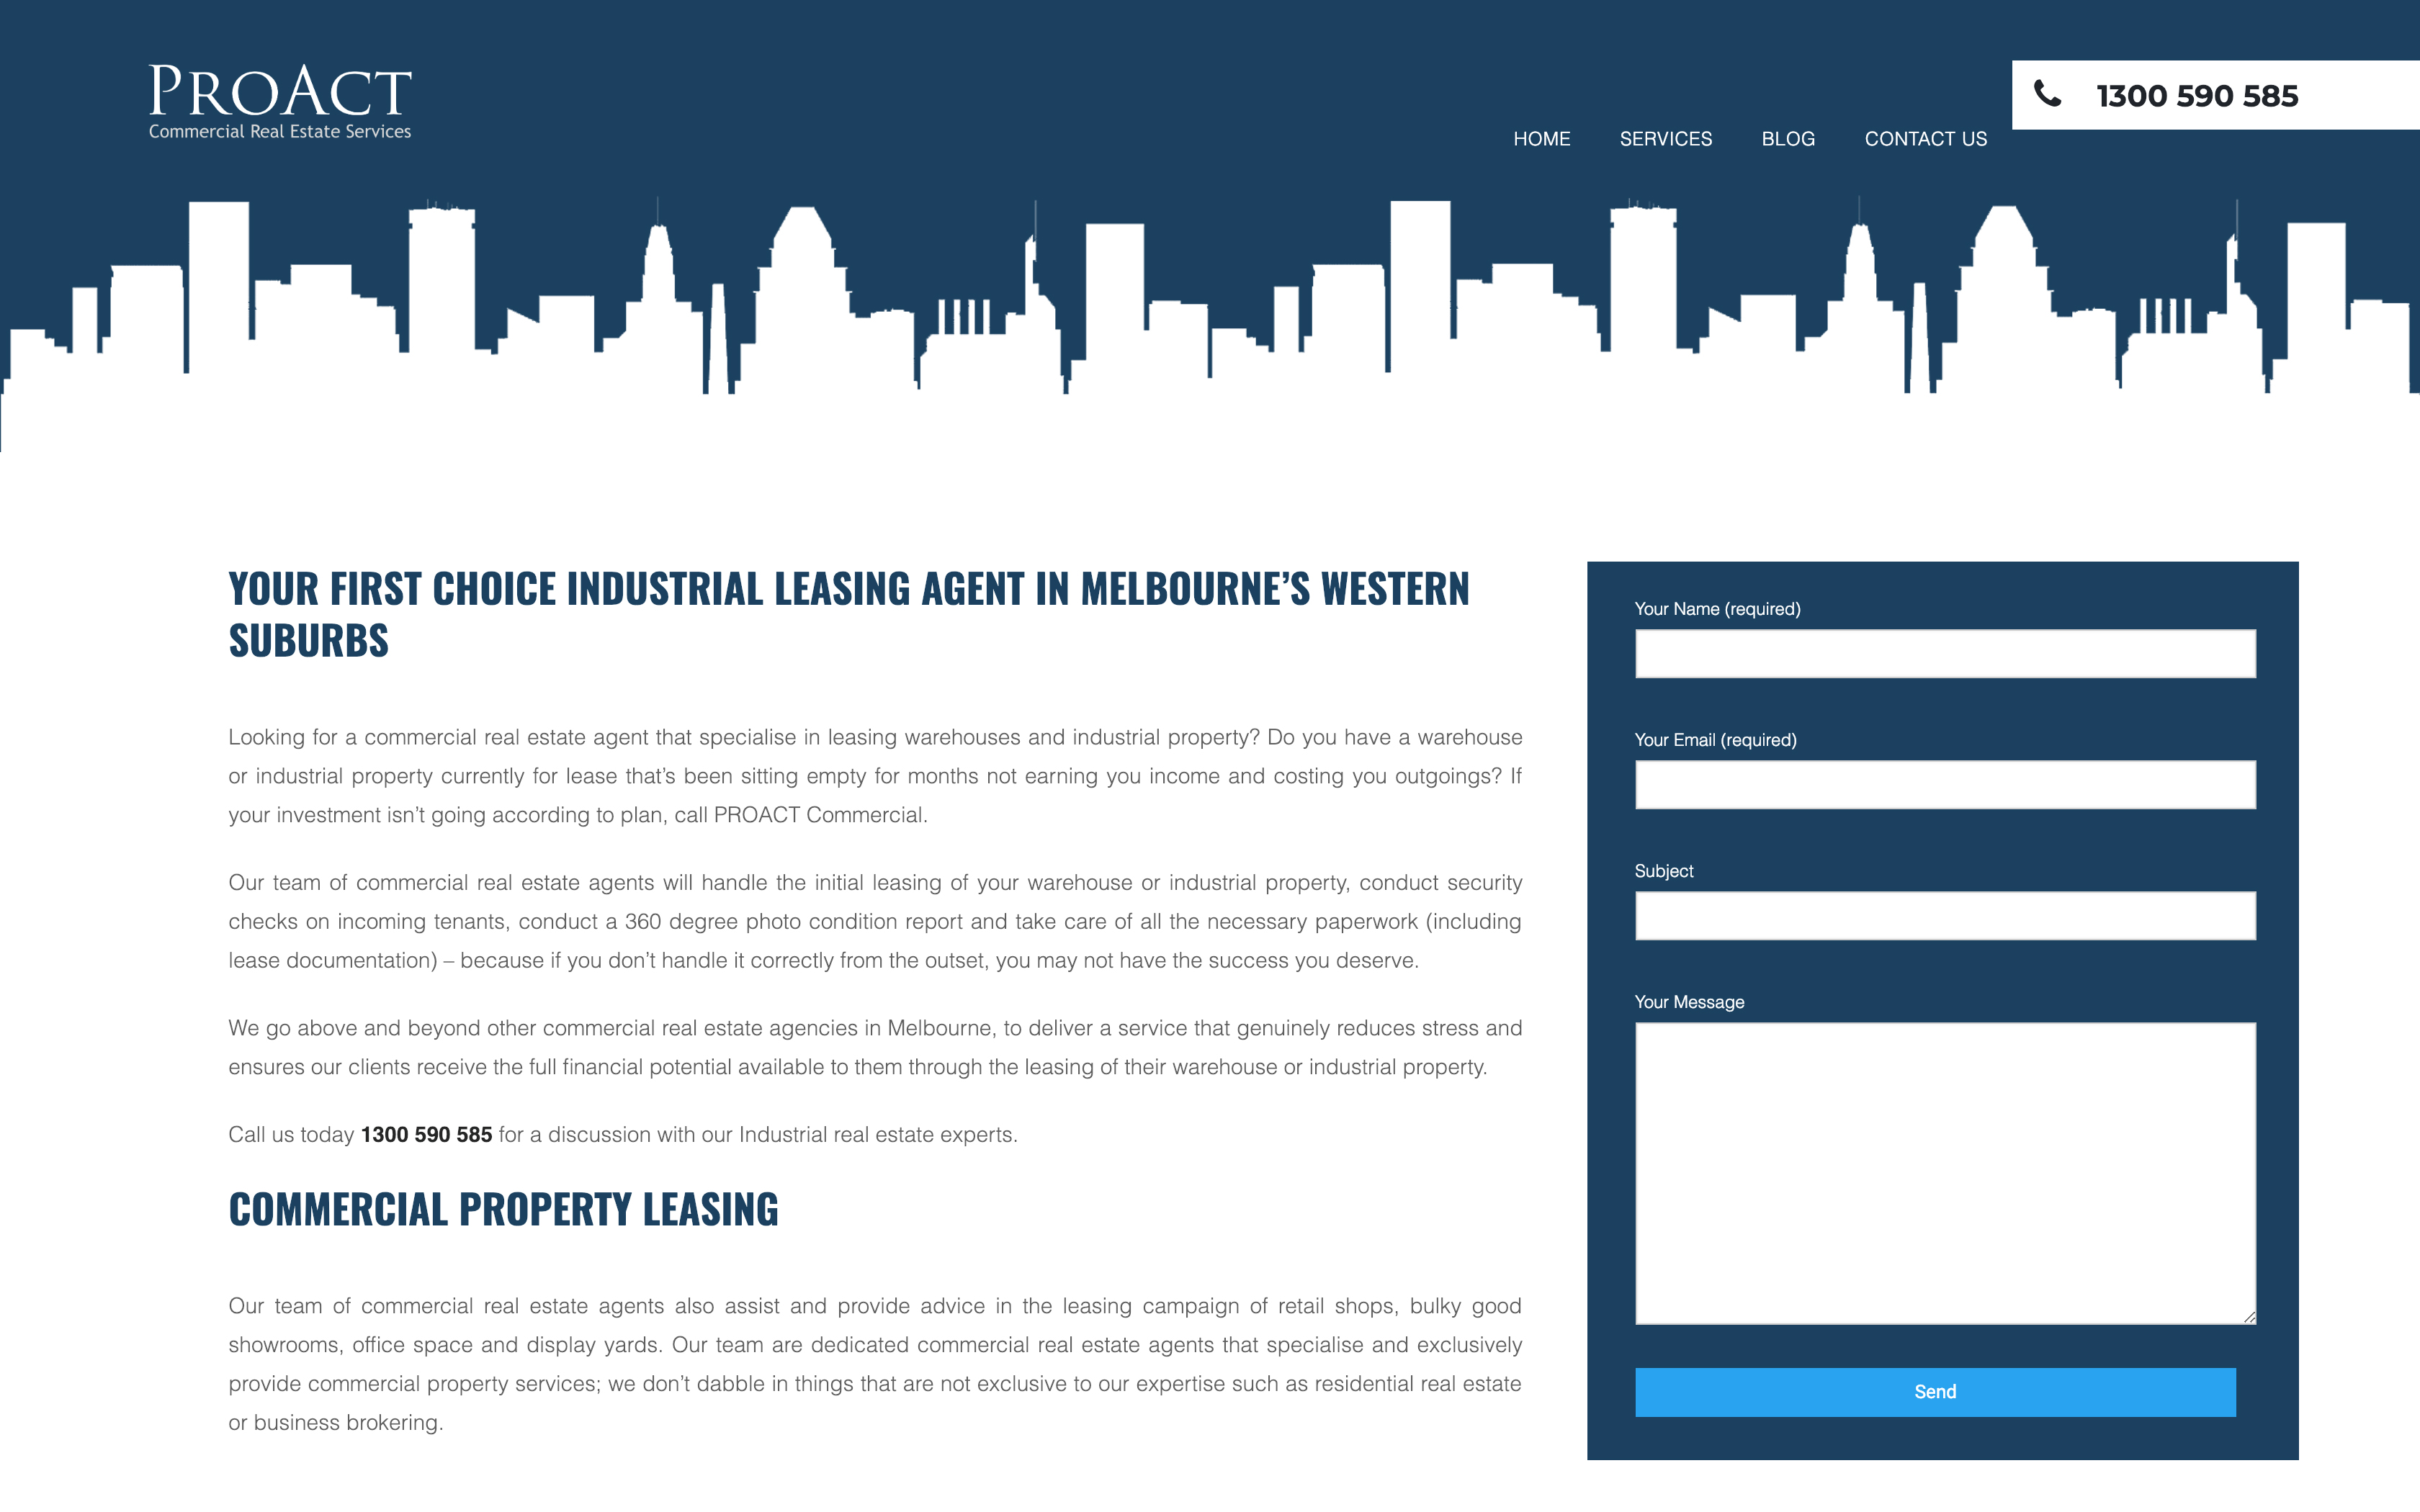 PROACT
Commercial Real Estate Services
1300 590 585
HOME SERVICES BLOG CONTACT US
YOUR FIRST CHOICE INDUSTRIAL LEASING AGENT IN MELBOURNE’S WESTERN
SUBURBS
Looking for a commercial real estate agent that specialise in leasing warehouses and industrial property? Do you have a warehouse
or industrial property currently for lease that’s been sitting empty for months not earning you income and costing you outgoings? If
your investment isn’t going according to plan, call PROACT Commercial.
Our team of commercial real estate agents will handle the initial leasing of your warehouse or industrial property, conduct security
checks on incoming tenants, conduct a 360 degree photo condition report and take care of all the necessary paperwork (including
lease documentation) – because if you don’t handle it correctly from the outset, you may not have the success you deserve.
We go above and beyond other commercial real estate agencies in Melbourne, to deliver a service that genuinely reduces stress and
ensures our clients receive the full financial potential available to them through the leasing of their warehouse or industrial property.
Call us today 1300 590 585 for a discussion with our Industrial real estate experts.
COMMERCIAL PROPERTY LEASING
Our team of commercial real estate agents also assist and provide advice in the leasing campaign of retail shops, bulky good
showrooms, office space and display yards. Our team are dedicated commercial real estate agents that specialise and exclusively
provide commercial property services; we don’t dabble in things that are not exclusive to our expertise such as residential real estate
or business brokering.
Your Name (required)
Your Email (required)
Subject
Your Message
Send